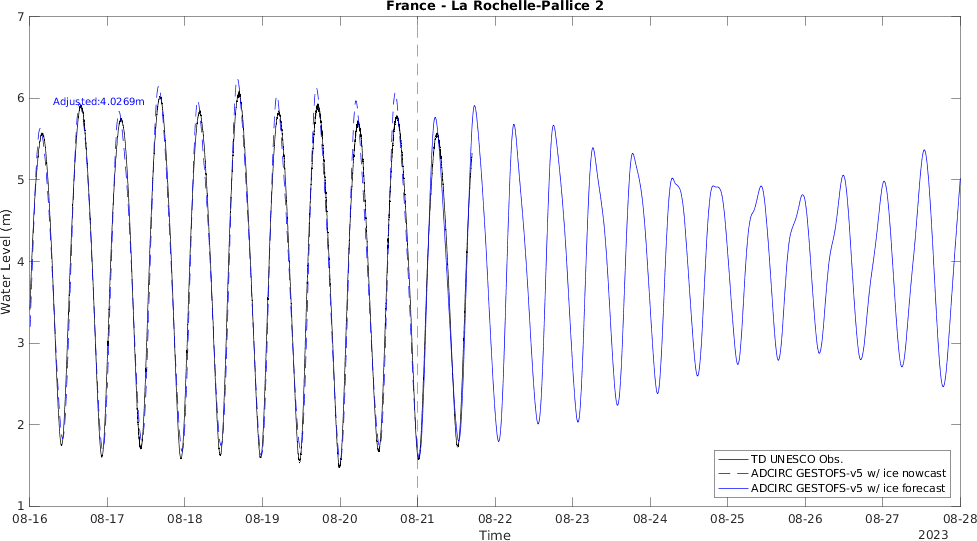 France - La Rochelle-Pallice 2
7
6
5
4
3
2
1
Water Level (m)
Adjusted:4.0269m
TD UNESCO Obs.
ADCIRC GESTOFS-v5 w/ ice nowcast
ADCIRC GESTOFS-v5 w/ ice forecast
08-16 08-17 08-18 08-19 08-20 08-21 08-22 08-23 08-24 08-25 08-26 08-27 08-28
Time
2023